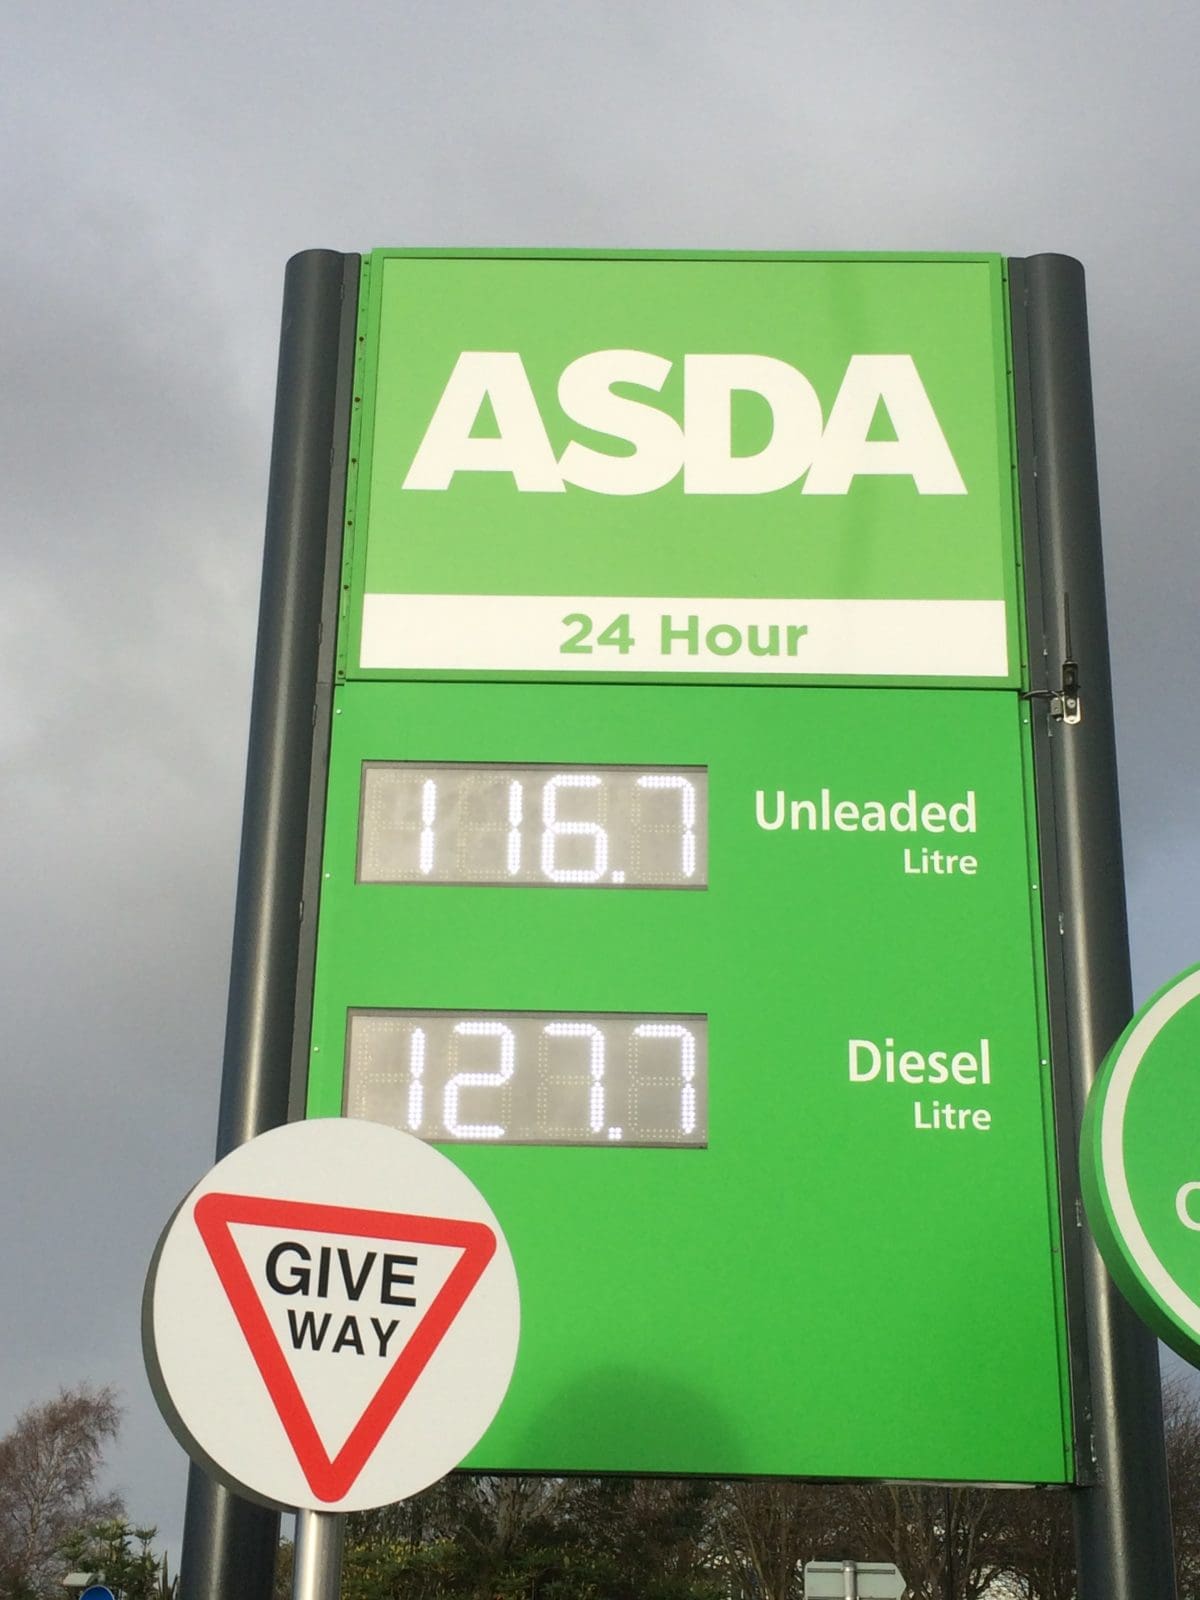 ASDA
24 Hour
116.7 Unleaded
Litre
127.7 Diesel
Litre
GIVE
WAY